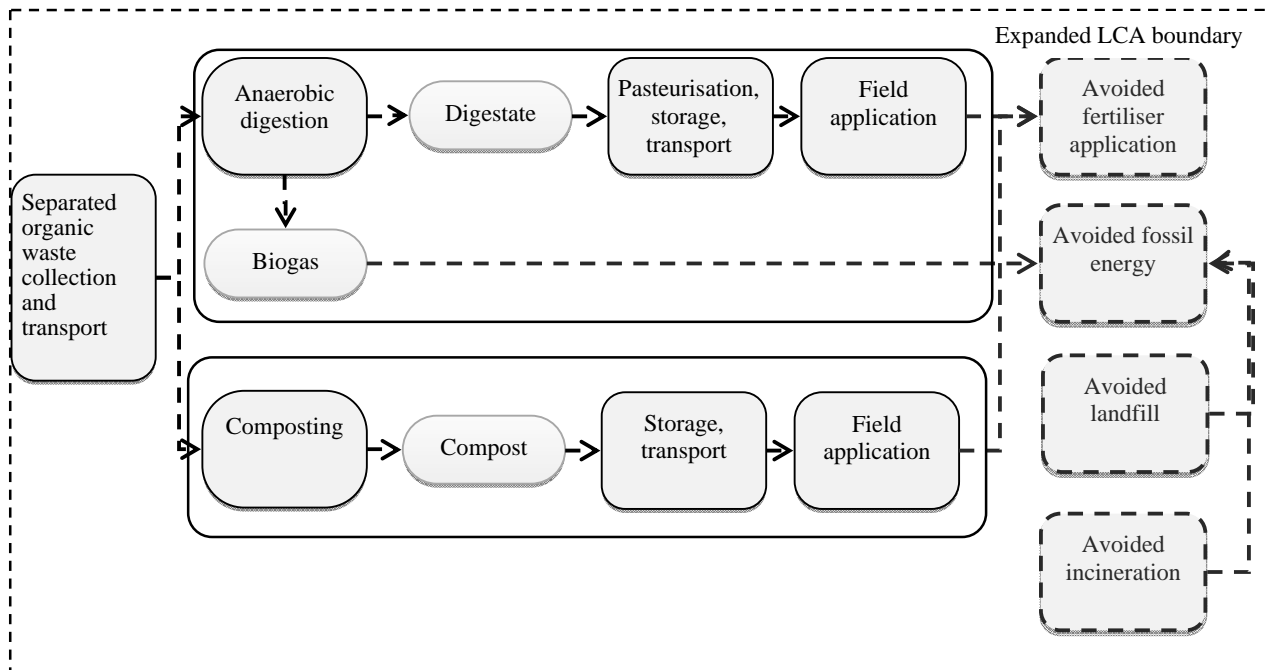 Expanded LCA boundary
Separated
organic
waste
collection
and
transport
Anaerobic
digestion
Digestate
Pasteurisation,
storage,
transport
Field
application
Avoided
fertiliser
application
Biogas
Avoided fossil
energy
Composting
Compost
Storage,
transport
Field
application
Avoided
landfill
Avoided
incineration